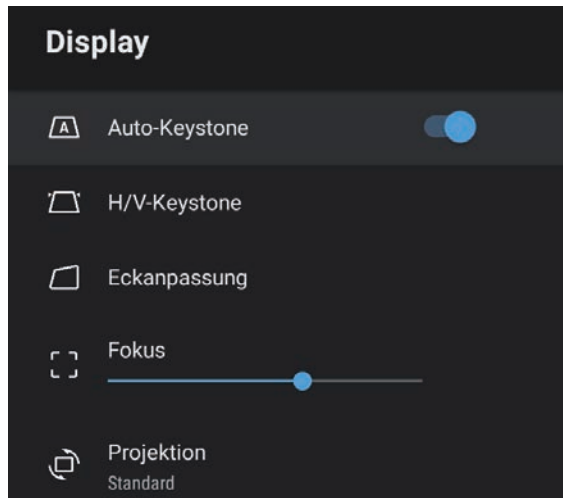 Display
A
Auto-Keystone
H/V-Keystone
Eckanpassung
Fokus
Projektion
Standard